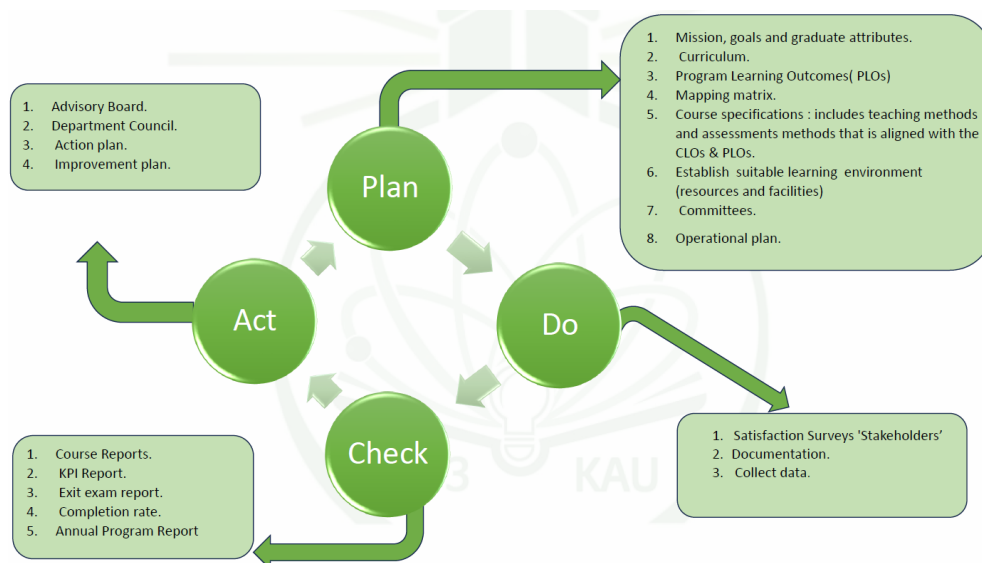 1. Mission, goals and graduate attributes.
2. Curriculum.
3. Program Learning Outcomes( PLOs)
4. Mapping matrix.
5. Course specifications : includes teaching methods
and assessments methods that is aligned with the
CLOs & PLOs.
6. Establish suitable learning environment
(resources and facilities)
7. Committees.
8. Operational plan.
1. Advisory Board.
2. Department Council.
3. Action plan.
4. Improvement plan.
Plan
Act
Do
Check
1. Satisfaction Surveys 'Stakeholders’
2. Documentation.
3. Collect data.
1. Course Reports.
2. KPI Report.
3. Exit exam report.
4. Completion rate.
5. Annual Program Report
3 KAU